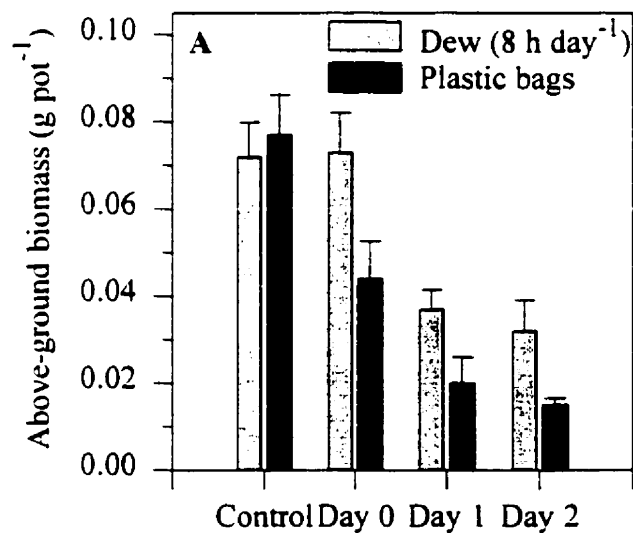 A
Dew (8 h day⁻¹)
Plastic bags
Above-ground biomass (g pot⁻¹)
0.10
0.08
0.06
0.04
0.02
0.00
Control Day 0 Day 1 Day 2